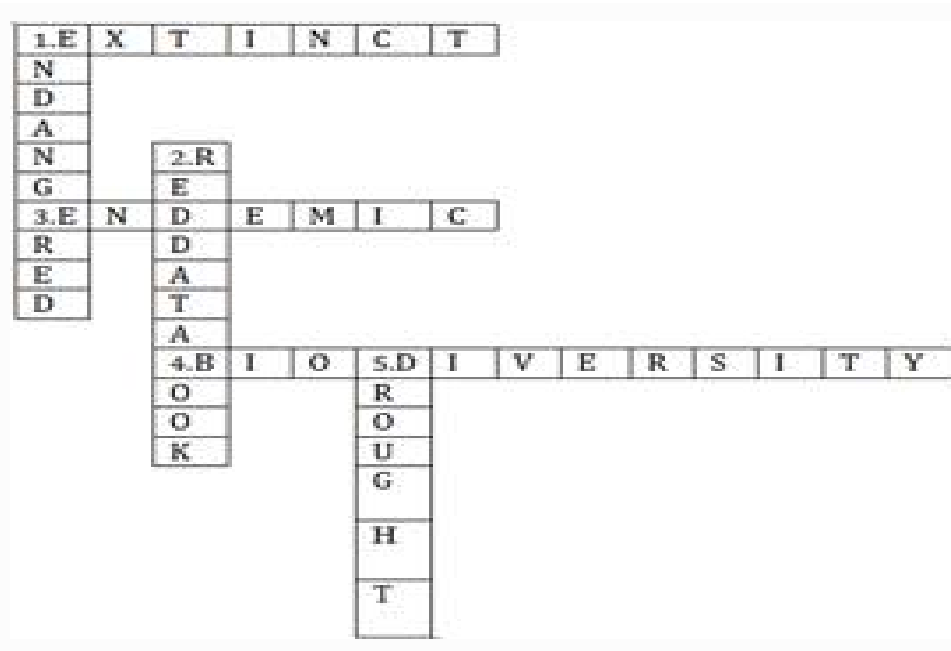 1.E X T I N C T
N
D
A
N 2.R
G E
3.E N D E M I C
R D
E A
D T
A
4.B I O 5.D I V E R S I T Y
O R
O O
K U
G
H
T